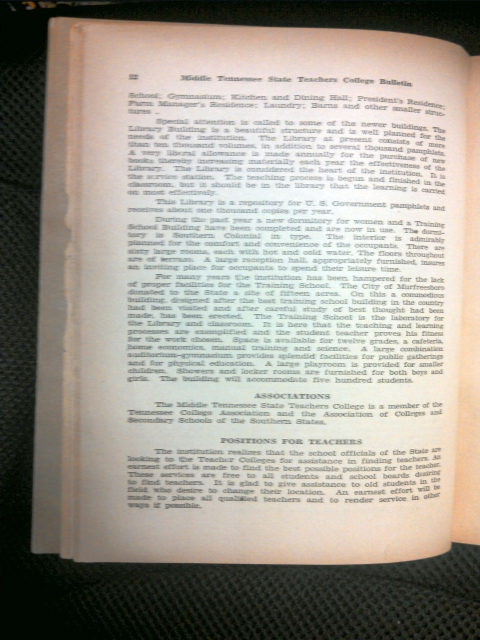 12 Middle Tennessee State Teachers College Bulletin
School; Gymnasium; Kitchen and Dining Hall; President's Residence;
Farm Manager's Residence; Laundry; Barns and other smaller struc-
tures.
Special attention is called to some of the newer buildings. The
Library Building is a beautiful structure and is well planned for the
needs of the institution. The Library at present consists of more
than ten thousand volumes, in addition to several thousand pamphlets.
A very liberal allowance is made annually for the purchase of new
books thereby increasing materially each year the effectiveness of the
Library. The Library is considered the heart of the institution. It is
the service station. The teaching process is begun and finished in the
classroom, but it should be in the library that the learning is carried
on most effectively.
This Library is a repository for U. S. Government pamphlets and
receives about one thousand copies per year.
During the past year a new dormitory for women and a Training
School Building have been completed and are now in use. The dormi-
tory is Southern Colonial in type. The interior is admirably
planned for the comfort and convenience of the occupants. There are
sixty large rooms, each with hot and cold water. The floors throughout
are of terrazo. A large reception hall, appropriately furnished, insures
an inviting place for occupants to spend their leisure time.
For many years the institution has been hampered for the lack
of proper facilities for the Training School. The City of Murfreesboro
donated to the State a site of fifteen acres. On this a commodious
building, designed after the best training school building in the country
had been visited and after careful study of best thought had been
made, has been erected. The Training School is the laboratory for
the Library and classroom. It is here that the teaching and learning
processes are exemplified and the student teacher proves his fitness
for the work chosen. Space is available for twelve grades, a cafeteria,
home economics, manual training and science. A large combination
auditorium-gymnasium provides splendid facilities for public gatherings
and for physical education. A large playroom is provided for smaller
children. Showers and locker rooms are furnished for both boys and
girls. The building will accommodate five hundred students.
ASSOCIATIONS
The Middle Tennessee State Teachers College is a member of the
Tennessee College Association and the Association of Colleges and
Secondary Schools of the Southern States.
POSITIONS FOR TEACHERS
The institution realizes that the school officials of the State are
looking to the Teacher Colleges for assistance in finding teachers. An
earnest effort is made to find the best possible positions for the teacher.
These services are free to all students and school boards desiring
to find teachers. It is glad to give assistance to old students in the
field who desire to change their location. An earnest effort will be
made to place all qualified teachers and to render service in other
ways if possible.